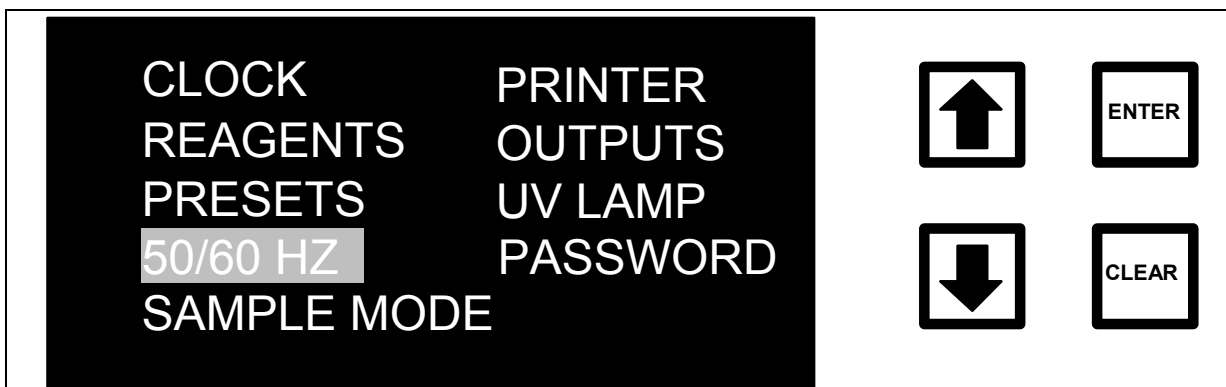 CLOCK
REAGENTS
PRESETS
50/60 HZ
SAMPLE MODE
PRINTER
OUTPUTS
UV LAMP
PASSWORD
ENTER
CLEAR